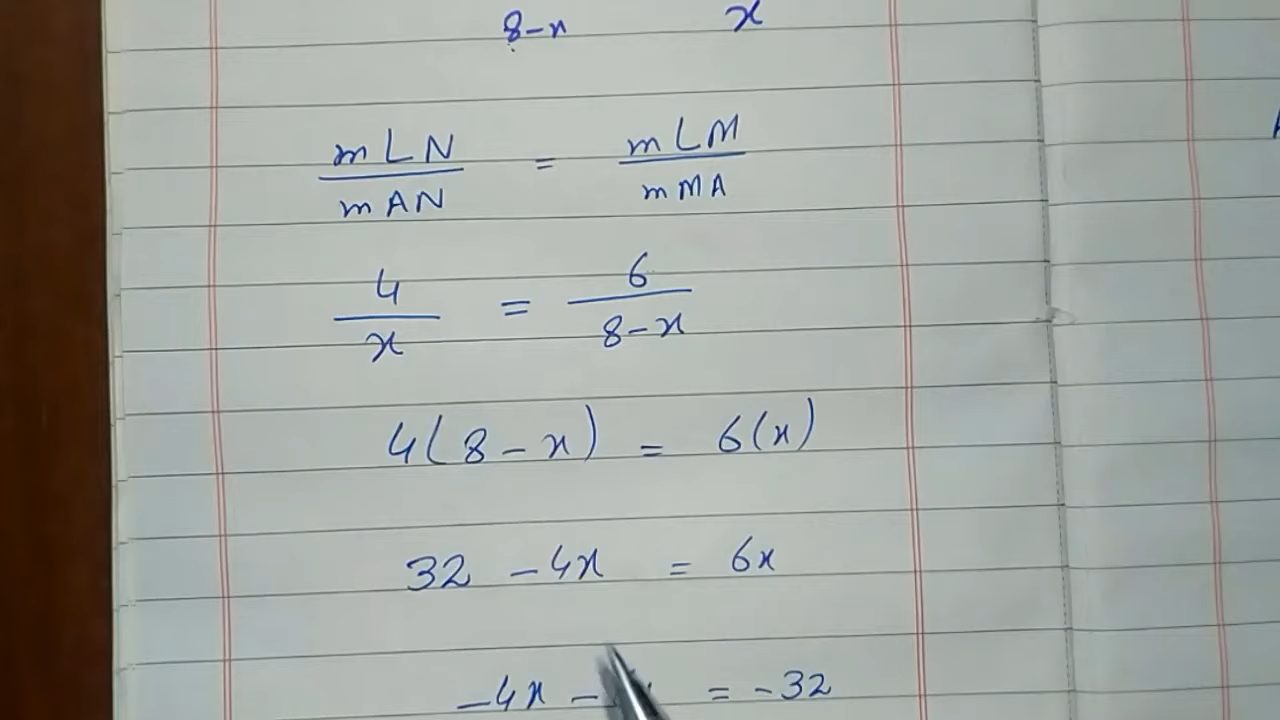 8-x x
mLN/mAN = mLM/mMA
4/x = 6/8-x
4(8-x) = 6(x)
32 -4x = 6x
-4x - = -32